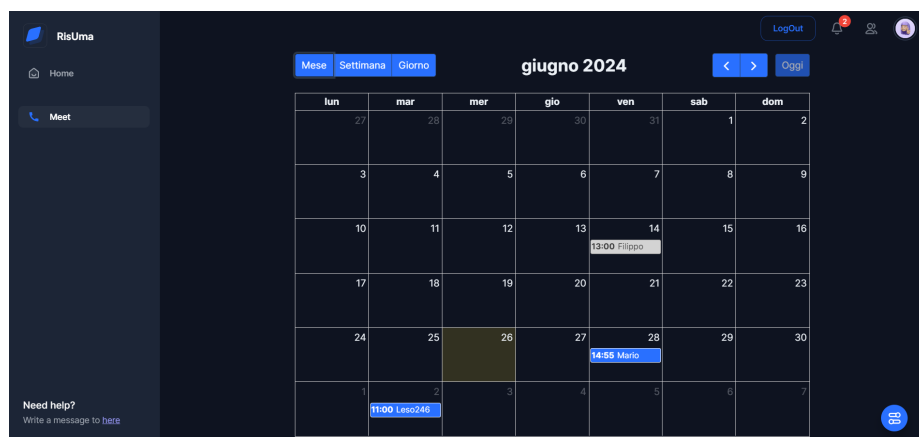 RisUma
LogOut
2
Home
Meet
Mese Settimana Giorno
giugno 2024
Oggi
lun mar mer gio ven sab dom
27 28 29 30 31 1 2
3 4 5 6 7 8 9
10 11 12 13 14 15 16
13:00 Filippo
17 18 19 20 21 22 23
24 25 26 27 28 29 30
14:55 Mario
1 2 3 4 5 6 7
11:00 Leso246
Need help?
Write a message to here